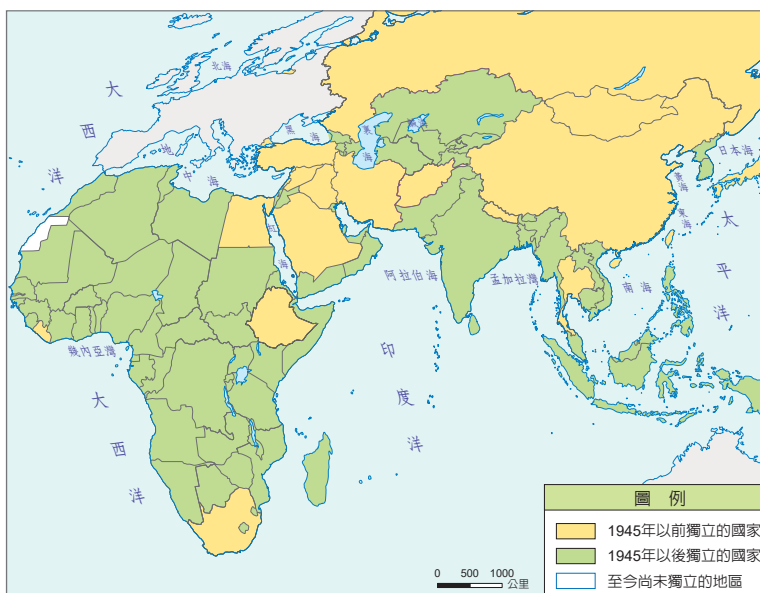 北海
大西洋
黑海
裏海
鹹海
地中海
日本海
黃海
東海
太平洋
紅海
阿拉伯海
孟加拉灣
南海
幾內亞灣
印度洋
大西洋
圖 例
1945年以前獨立的國家
1945年以後獨立的國家
至今尚未獨立的地區
0 500 1000
公里